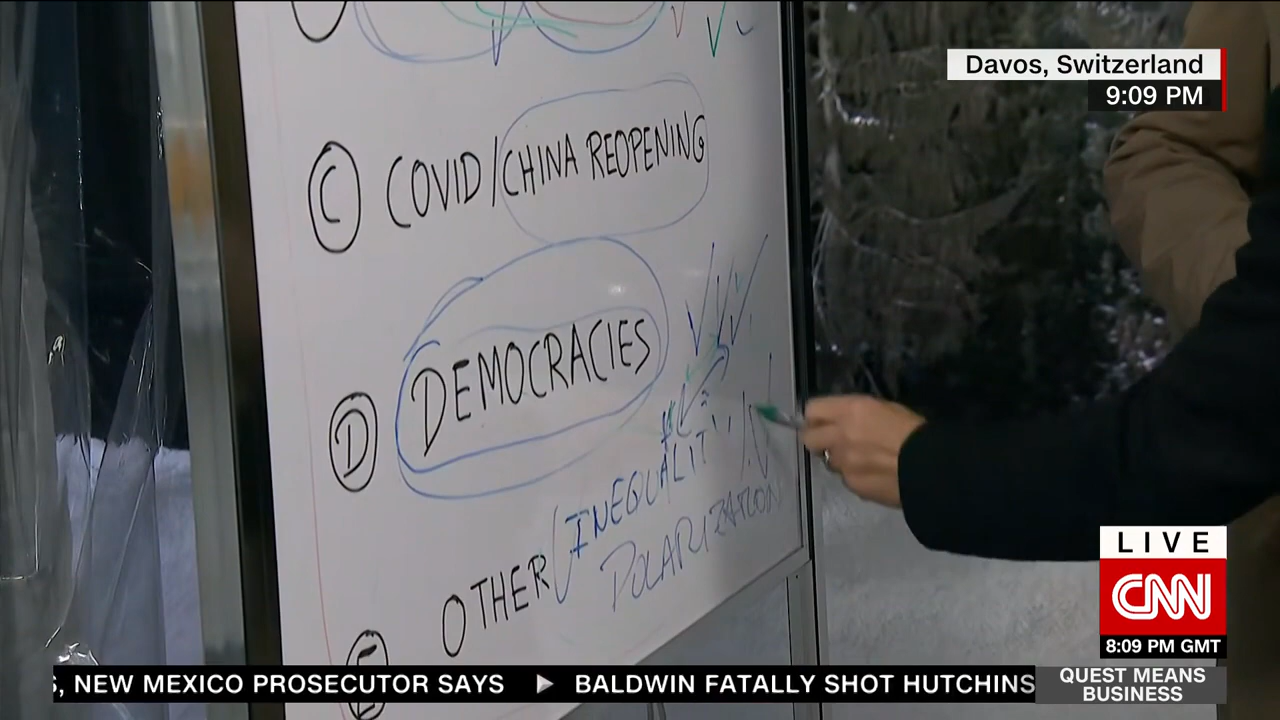 Davos, Switzerland
9:09 PM
C COVID/CHINA REOPENING
D DEMOCRACIES
E OTHER/INEQUALIT
POLARIZATION
LIVE
CNN
8:09 PM GMT
, NEW MEXICO PROSECUTOR SAYS ▶ BALDWIN FATALLY SHOT HUTCHINS
QUEST MEANS
BUSINESS